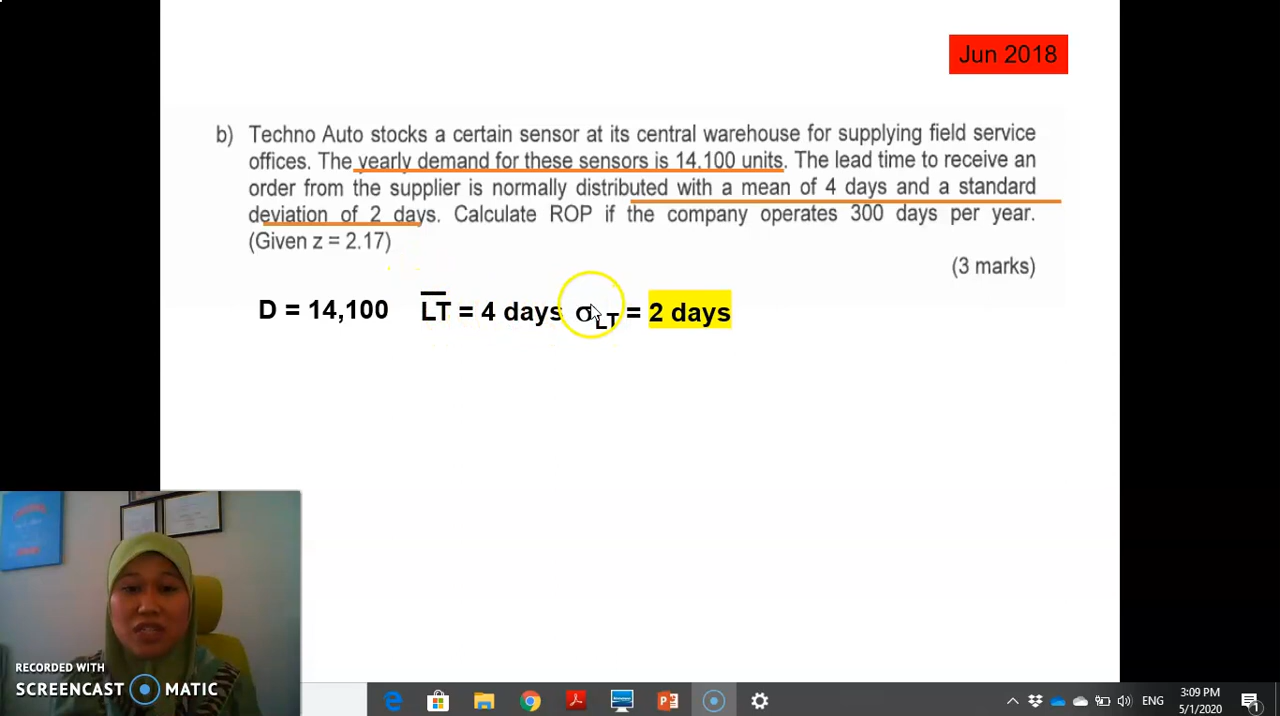 Jun 2018
b) Techno Auto stocks a certain sensor at its central warehouse for supplying field service
offices. The yearly demand for these sensors is 14,100 units. The lead time to receive an
order from the supplier is normally distributed with a mean of 4 days and a standard
deviation of 2 days. Calculate ROP if the company operates 300 days per year.
(Given z = 2.17)
(3 marks)
D = 14,100 L̅T̅ = 4 days σLT = 2 days
RECORDED WITH
SCREENCAST MATIC
ENG
3:09 PM
5/1/2020